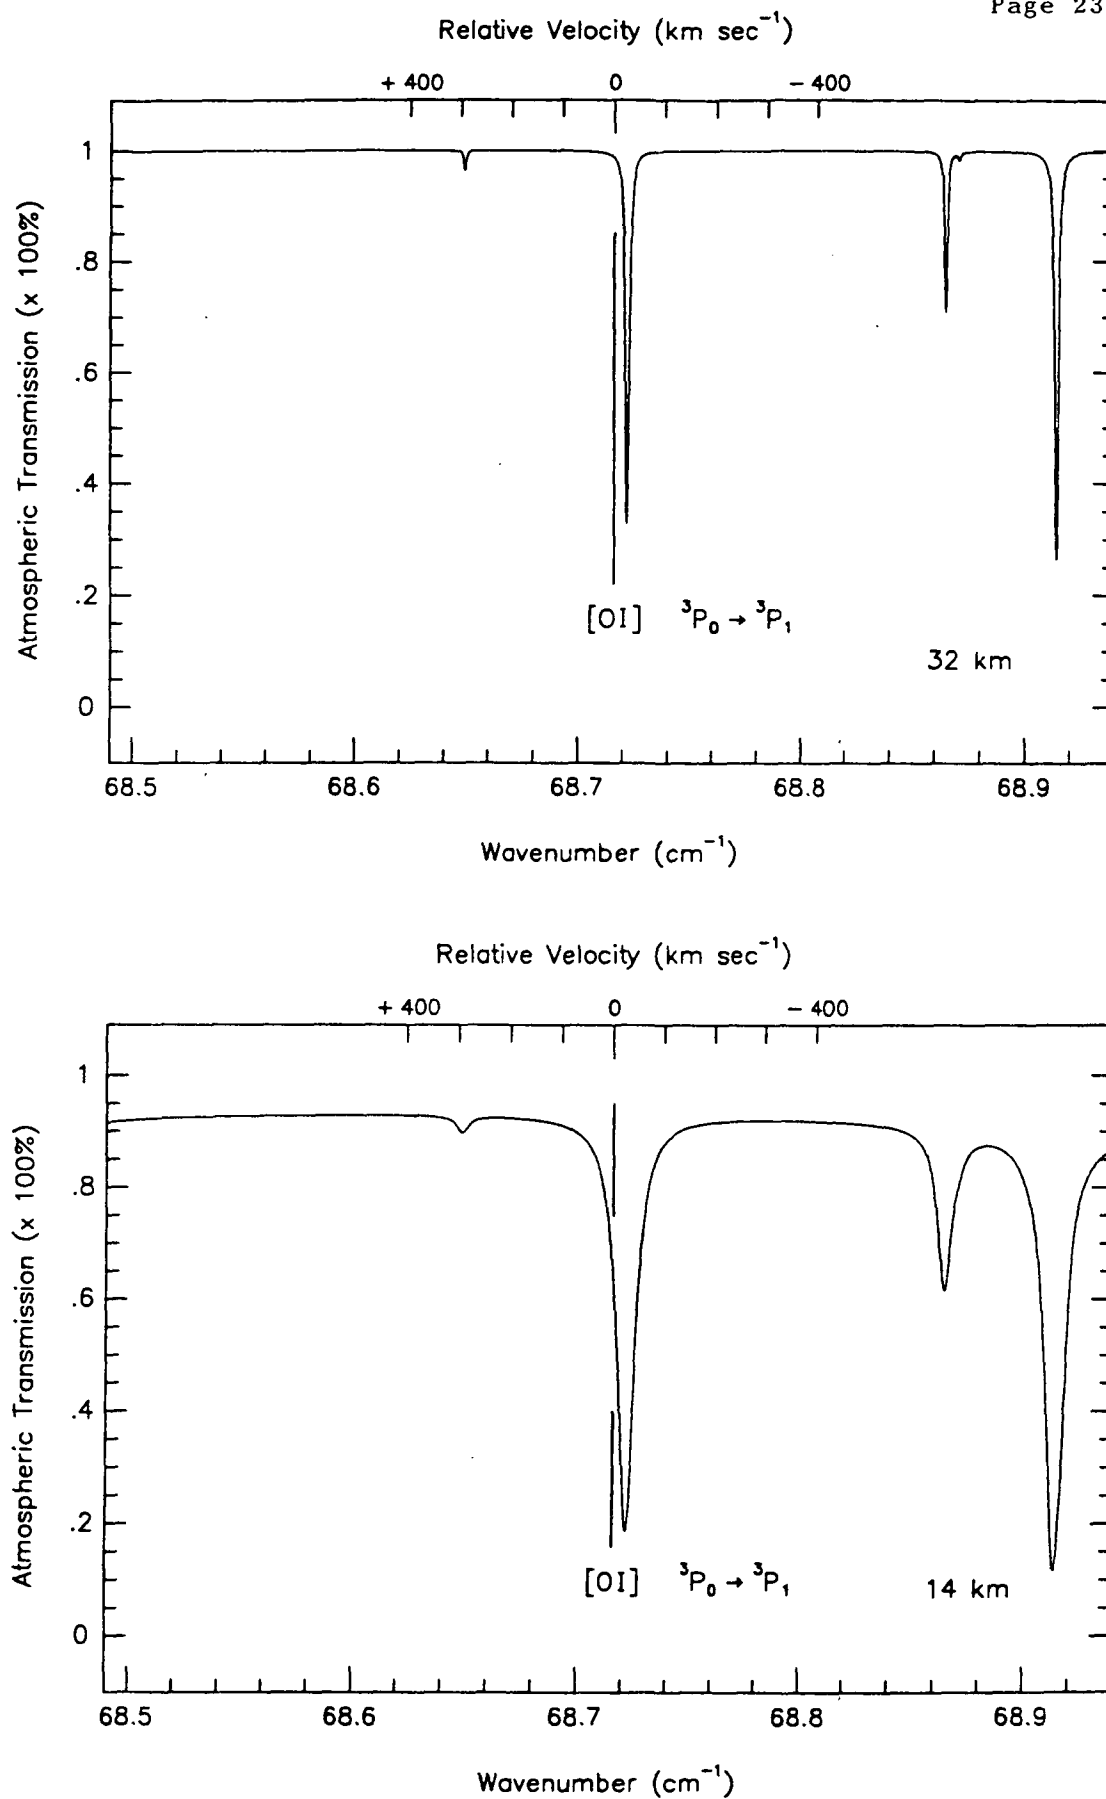 Page 23
Relative Velocity (km sec⁻¹)
+ 400 0 − 400
Atmospheric Transmission (x 100%)
1
.8
.6
.4
.2
0
[OI] ³P₀ → ³P₁
32 km
68.5 68.6 68.7 68.8 68.9
Wavenumber (cm⁻¹)
Relative Velocity (km sec⁻¹)
+ 400 0 − 400
Atmospheric Transmission (x 100%)
1
.8
.6
.4
.2
0
[OI] ³P₀ → ³P₁
14 km
68.5 68.6 68.7 68.8 68.9
Wavenumber (cm⁻¹)